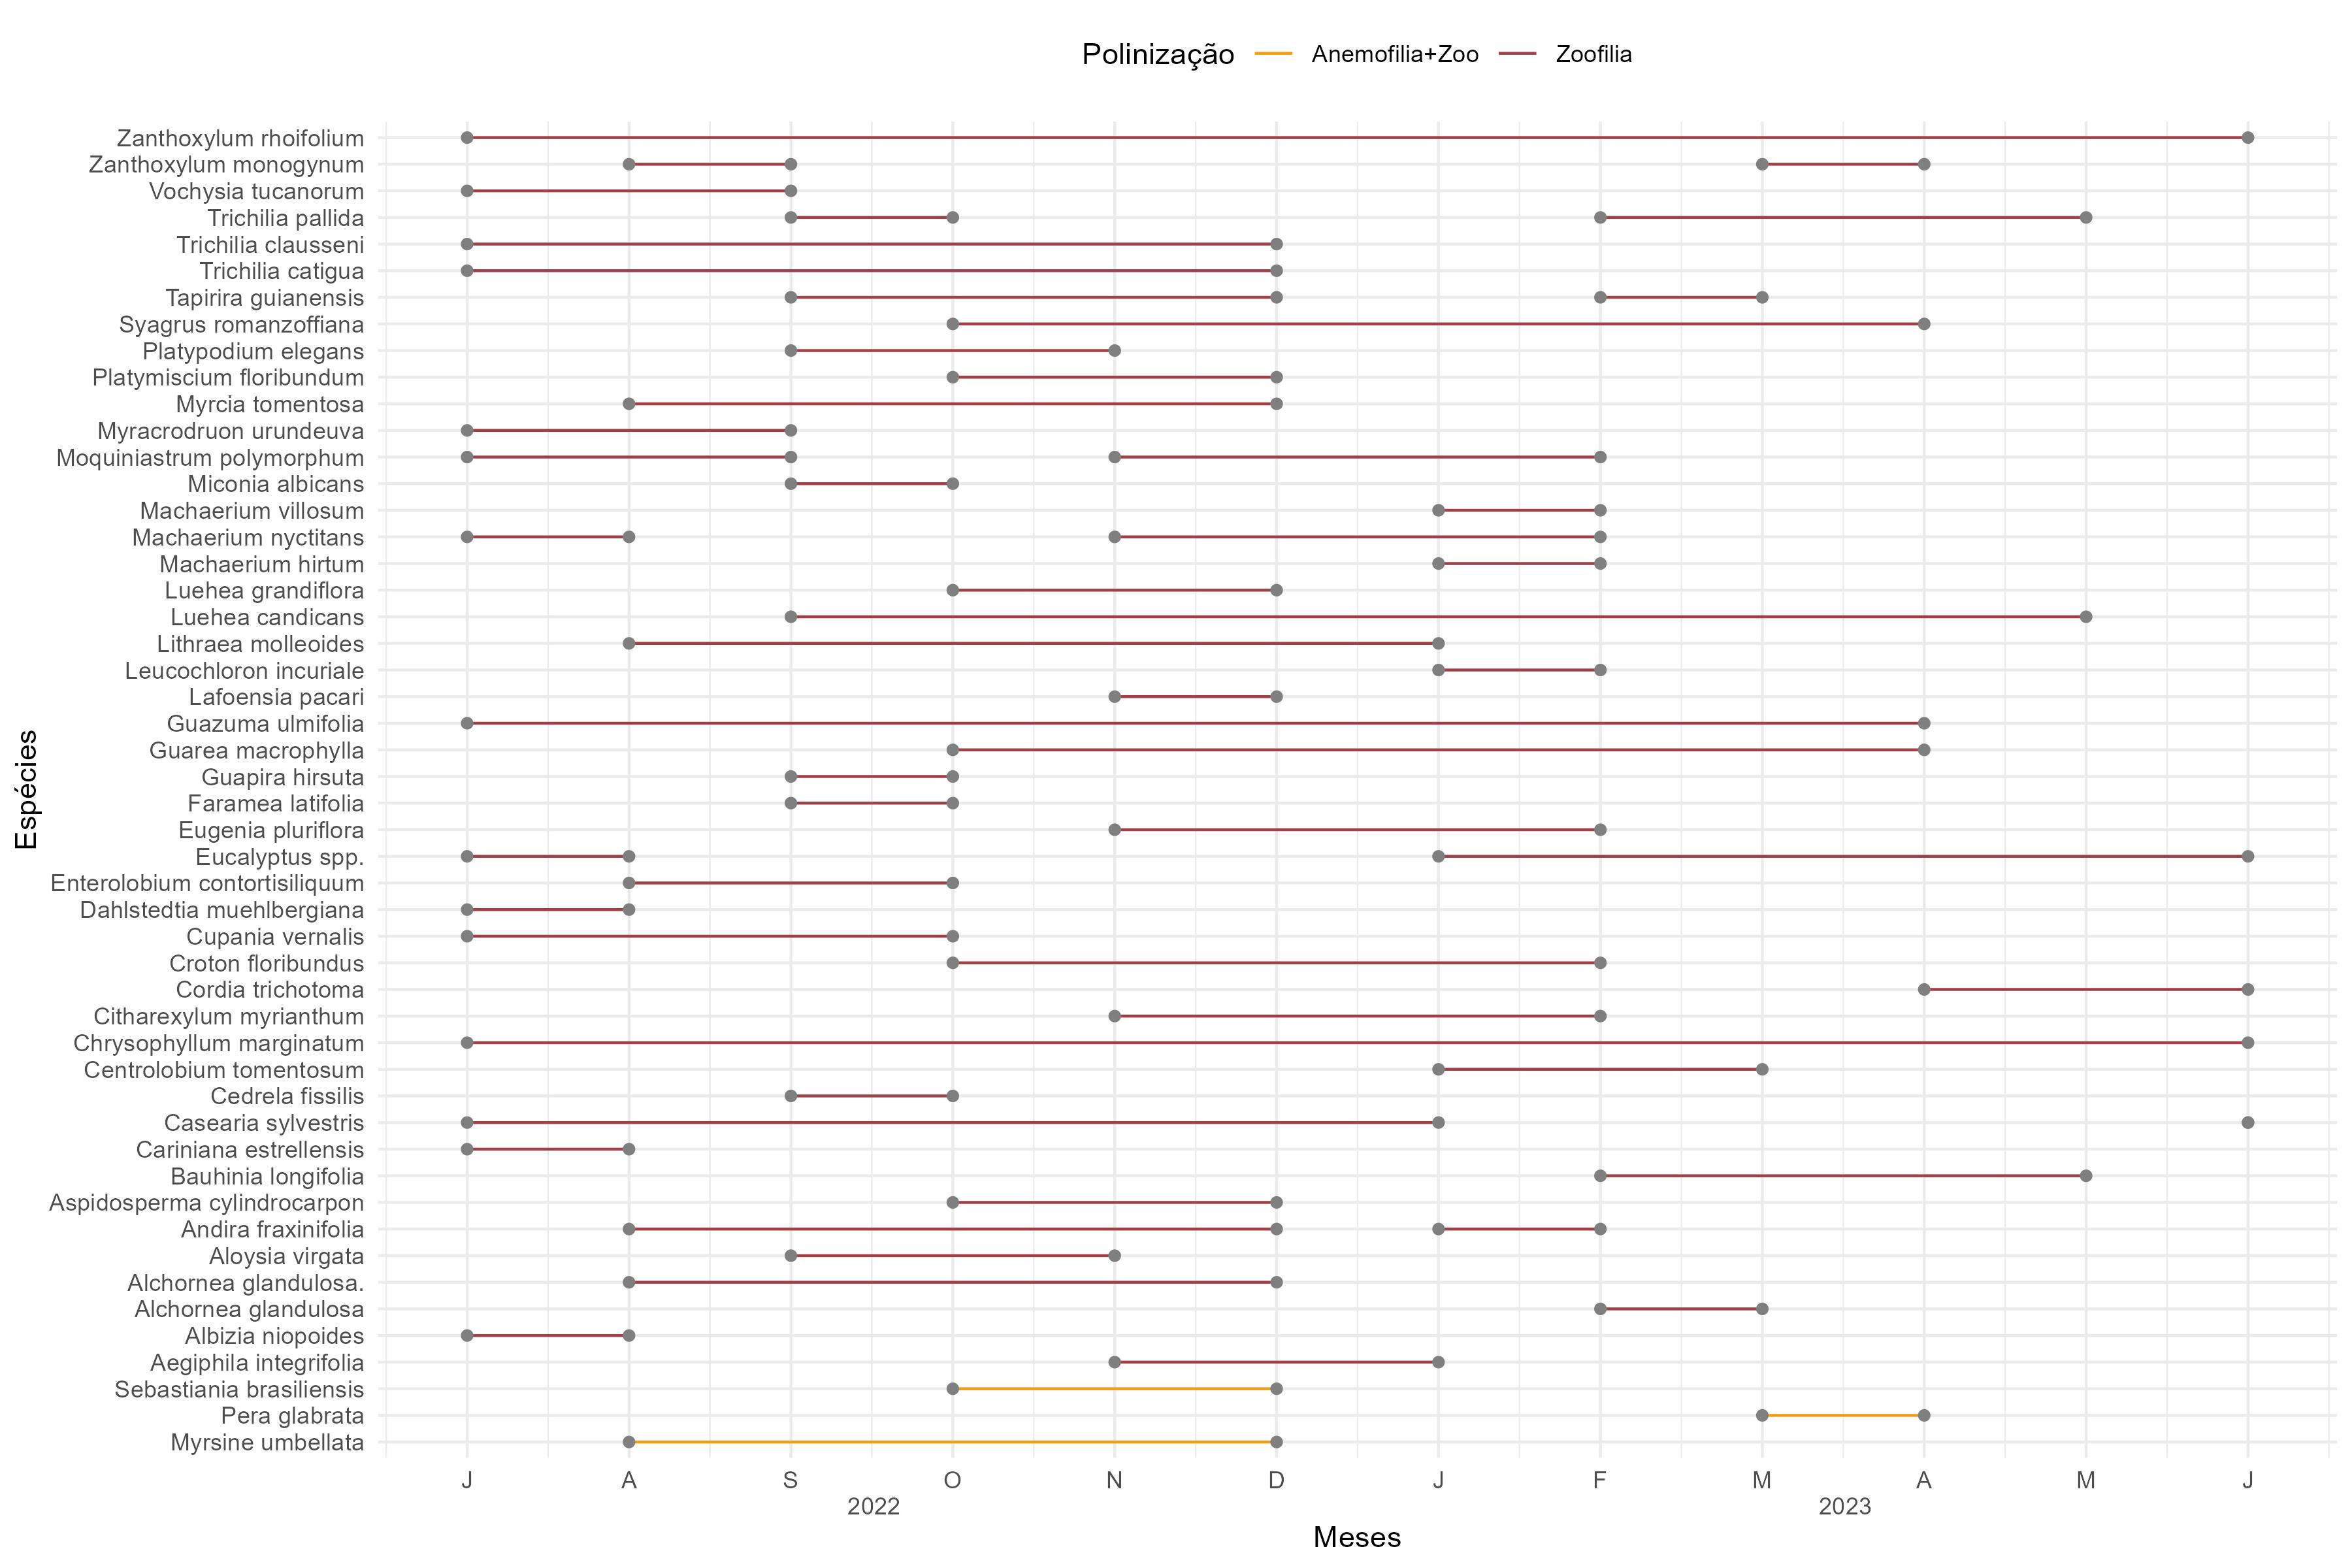 Polinização Anemofilia+Zoo Zoofilia
Espécies
Zanthoxylum rhoifolium
Zanthoxylum monogynum
Vochysia tucanorum
Trichilia pallida
Trichilia clausseni
Trichilia catigua
Tapirira guianensis
Syagrus romanzoffiana
Platypodium elegans
Platymiscium floribundum
Myrcia tomentosa
Myracrodruon urundeuva
Moquiniastrum polymorphum
Miconia albicans
Machaerium villosum
Machaerium nyctitans
Machaerium hirtum
Luehea grandiflora
Luehea candicans
Lithraea molleoides
Leucochloron incuriale
Lafoensia pacari
Guazuma ulmifolia
Guarea macrophylla
Guapira hirsuta
Faramea latifolia
Eugenia pluriflora
Eucalyptus spp.
Enterolobium contortisiliquum
Dahlstedtia muehlbergiana
Cupania vernalis
Croton floribundus
Cordia trichotoma
Citharexylum myrianthum
Chrysophyllum marginatum
Centrolobium tomentosum
Cedrela fissilis
Casearia sylvestris
Cariniana estrellensis
Bauhinia longifolia
Aspidosperma cylindrocarpon
Andira fraxinifolia
Aloysia virgata
Alchornea glandulosa.
Alchornea glandulosa
Albizia niopoides
Aegiphila integrifolia
Sebastiania brasiliensis
Pera glabrata
Myrsine umbellata
J A S O N D J F M A M J
2022 2023
Meses